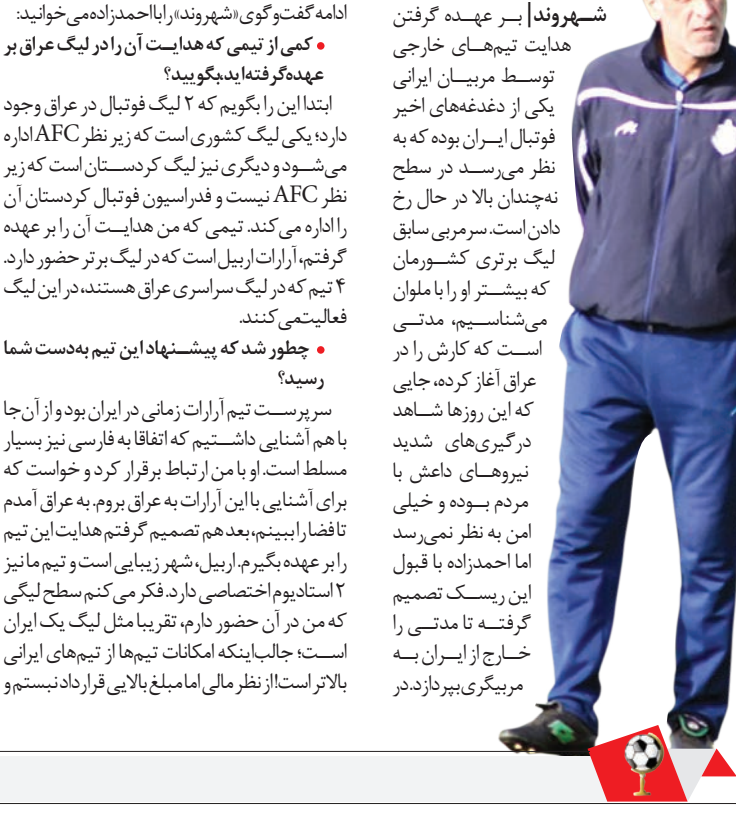 شهروند| بر عهده گرفتن
هدایت تیم‌های خارجی
توسط مربیان ایرانی
یکی از دغدغه‌های اخیر
فوتبال ایران بوده که به
نظر می‌رسد در سطح
نه‌چندان بالا در حال رخ
دادن است. سرمربی سابق
لیگ برتری کشورمان
که بیشتر او را با ملوان
می‌شناسیم، مدتی
است که کارش را در
عراق آغاز کرده، جایی
که این روزها شاهد
درگیری‌های شدید
نیروهای داعش با
مردم بوده و خیلی
امن به نظر نمی‌رسد
اما احمدزاده با قبول
این ریسک تصمیم
گرفته تا مدتی را
خارج از ایران به
مربیگری بپردازد. در
ادامه گفت‌وگوی «شهروند» را با احمدزاده می‌خوانید:
• کمی از تیمی که هدایت آن را در لیگ عراق بر
عهده گرفته‌اید، بگویید؟
ابتدا این را بگویم که ۲ لیگ فوتبال در عراق وجود
دارد؛ یکی لیگ کشوری است که زیر نظر AFC اداره
می‌شود و دیگری نیز لیگ کردستان است که زیر
نظر AFC نیست و فدراسیون فوتبال کردستان آن
را اداره می‌کند. تیمی که من هدایت آن را بر عهده
گرفتم، آرارات اربیل است که در لیگ برتر حضور دارد.
۴ تیم که در لیگ سراسری عراق هستند، در این لیگ
فعالیت‌می‌کنند.
• چطور شد که پیشنهاد این تیم به‌دست شما
رسید؟
سرپرست تیم آرارات زمانی در ایران بود و از آن‌جا
با هم آشنایی داشتیم که اتفاقا به فارسی نیز بسیار
مسلط است. او با من ارتباط برقرار کرد و خواست که
برای آشنایی با این آرارات به عراق بروم. به عراق آمدم
تا فضا را ببینم، بعد هم تصمیم گرفتم هدایت این تیم
را بر عهده بگیرم. اربیل، شهر زیبایی است و تیم ما نیز
۲ استادیوم اختصاصی دارد. فکر می‌کنم سطح لیگی
که من در آن حضور دارم، تقریبا مثل لیگ یک ایران
است؛ جالب اینکه امکانات تیم‌ها از تیم‌های ایرانی
بالاتر است! از نظر مالی اما مبلغ بالایی قرارداد نبستم و